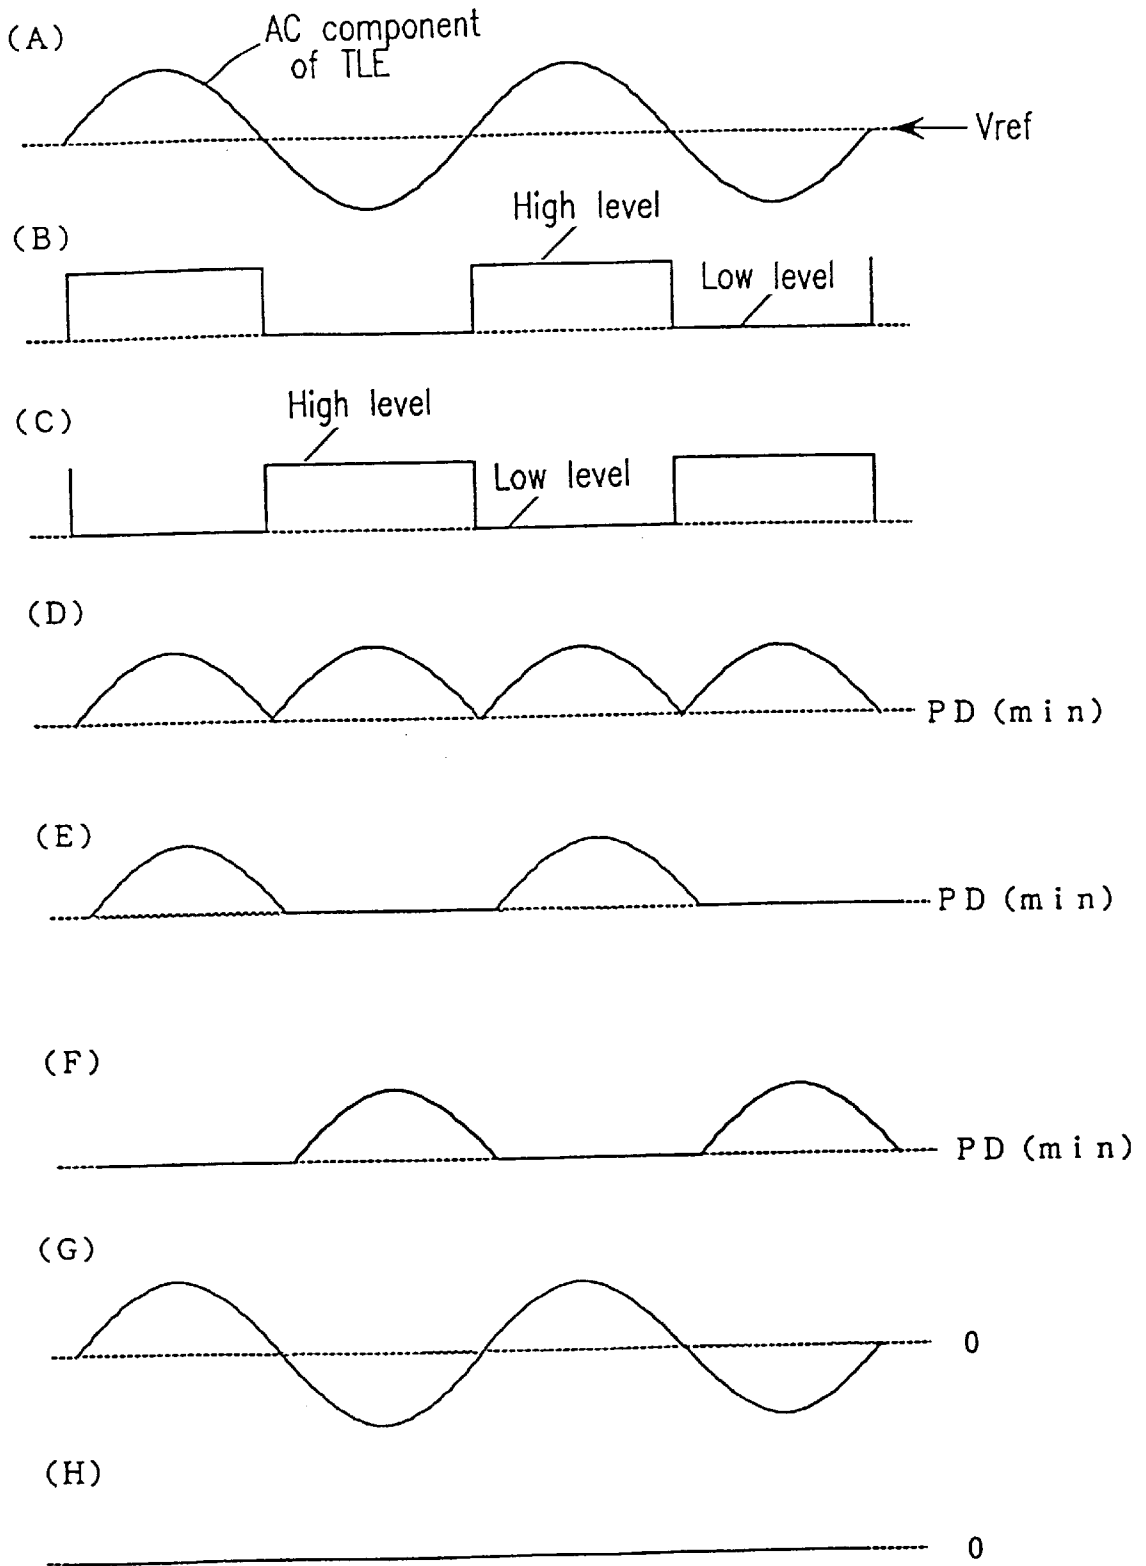 (A)
AC component
of TLE
Vref
(B)
High level
Low level
(C)
High level
Low level
(D)
PD (min)
(E)
PD (min)
(F)
PD (min)
(G)
0
(H)
0